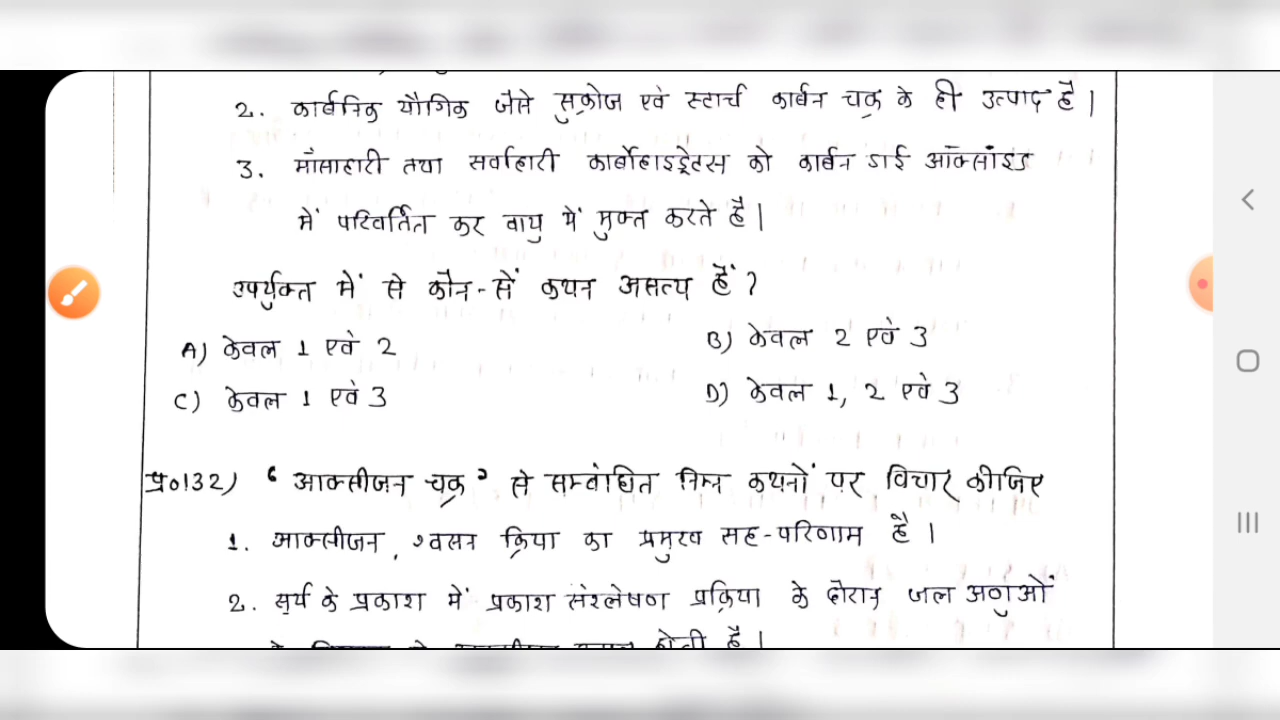 2. कार्बनिक यौगिक जैसे सुक्रोज एवं स्टार्च कार्बन चक्र के ही उत्पाद हैं।
3. माँसाहारी तथा सर्वाहारी कार्बोहाइड्रेटस को कार्बन डाई ऑक्साइड
में परिवर्तित कर वायु में मुक्त करते हैं।
उपर्युक्त में से कौन-सें कथन असत्य हैं?
A) केवल 1 एवं 2
B) केवल 2 एवं 3
C) केवल 1 एवं 3
D) केवल 1, 2 एवं 3
प्र०132) ‘आक्सीजन चक्र’ से सम्बंधित निम्न कथनों पर विचार कीजिए
1. आक्सीजन, श्वसन क्रिया का प्रमुख सह-परिणाम है।
2. सूर्य के प्रकाश में प्रकाश संश्लेषण प्रक्रिया के दौरान जल अणुओं
होती है।